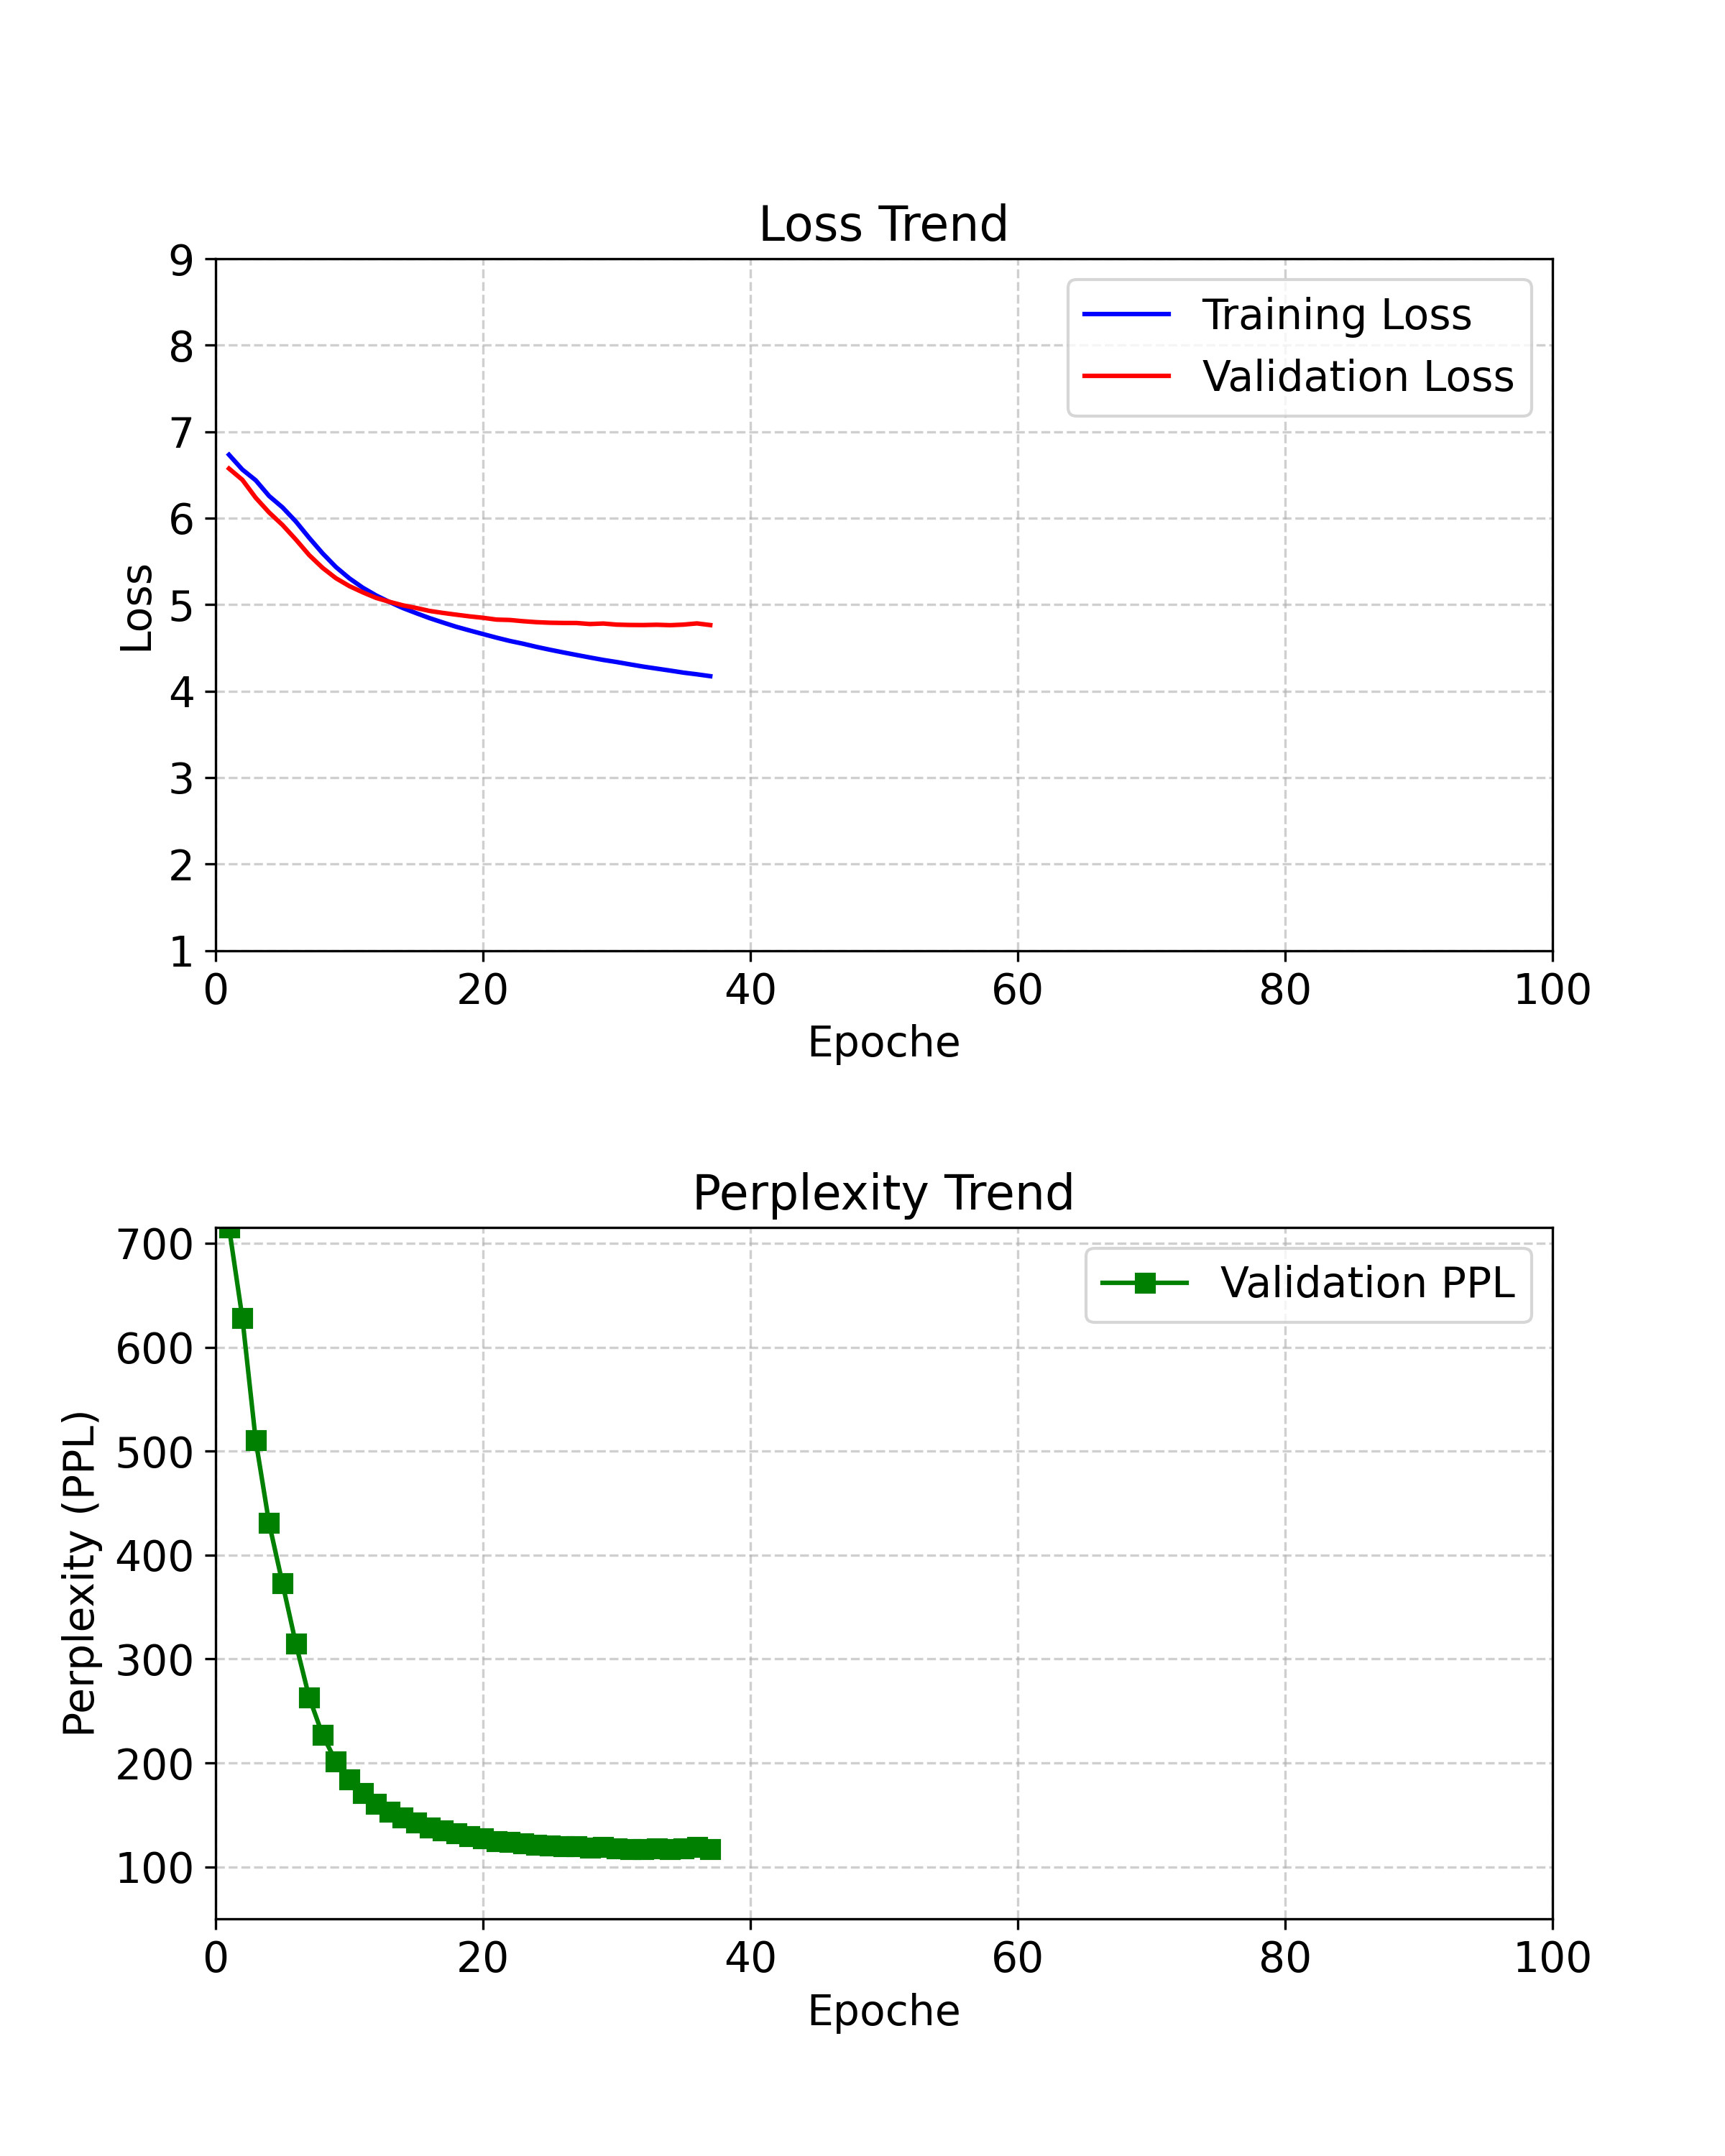 Loss Trend
9
8
7
6
5
4
3
2
1
Loss
Training Loss
Validation Loss
0 20 40 60 80 100
Epoche
Perplexity Trend
700
600
500
400
300
200
100
Perplexity (PPL)
Validation PPL
0 20 40 60 80 100
Epoche